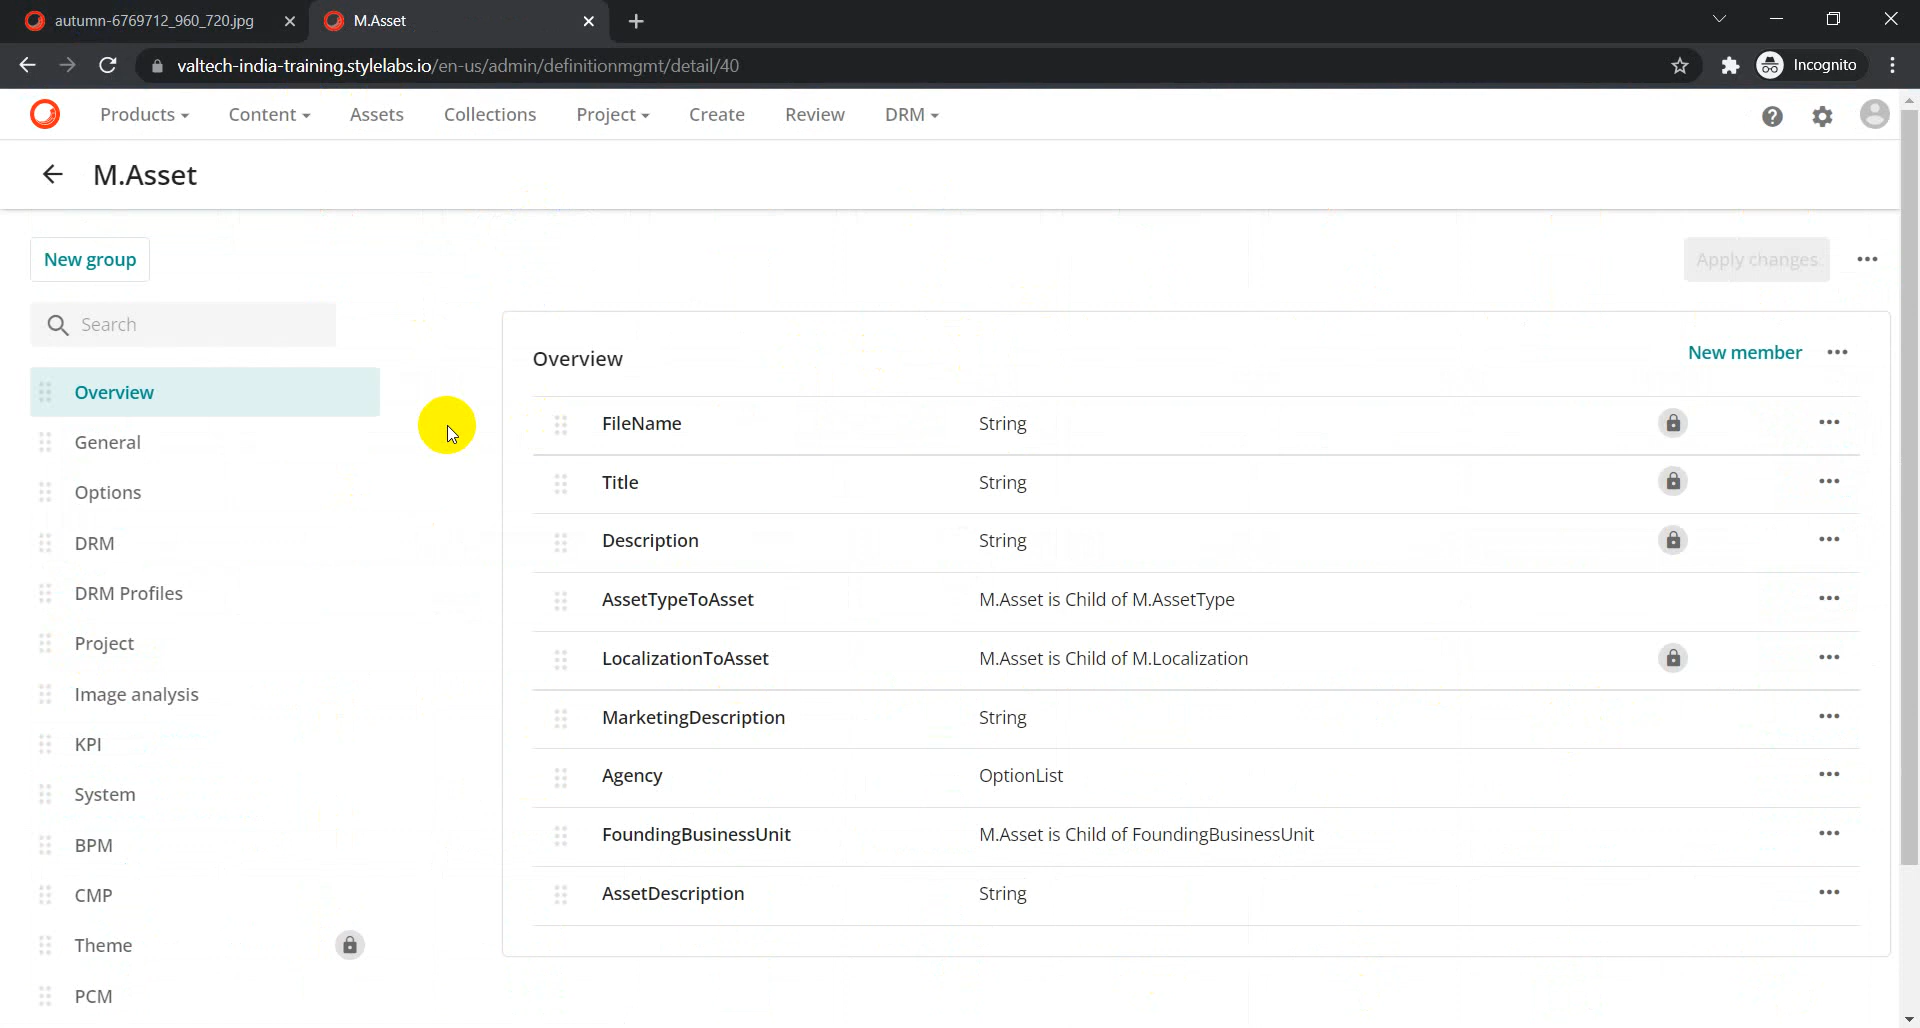 autumn-6769712_960_720.jpg
M.Asset
valtech-india-training.stylelabs.io/en-us/admin/definitionmgmt/detail/40
Incognito
Products Content Assets Collections Project Create Review DRM
M.Asset
New group
Apply changes
Search
Overview
General
Options
DRM
DRM Profiles
Project
Image analysis
KPI
System
BPM
CMP
Theme
PCM
Overview
New member
FileName String
Title String
Description String
AssetTypeToAsset M.Asset is Child of M.AssetType
LocalizationToAsset M.Asset is Child of M.Localization
MarketingDescription String
Agency OptionList
FoundingBusinessUnit M.Asset is Child of FoundingBusinessUnit
AssetDescription String